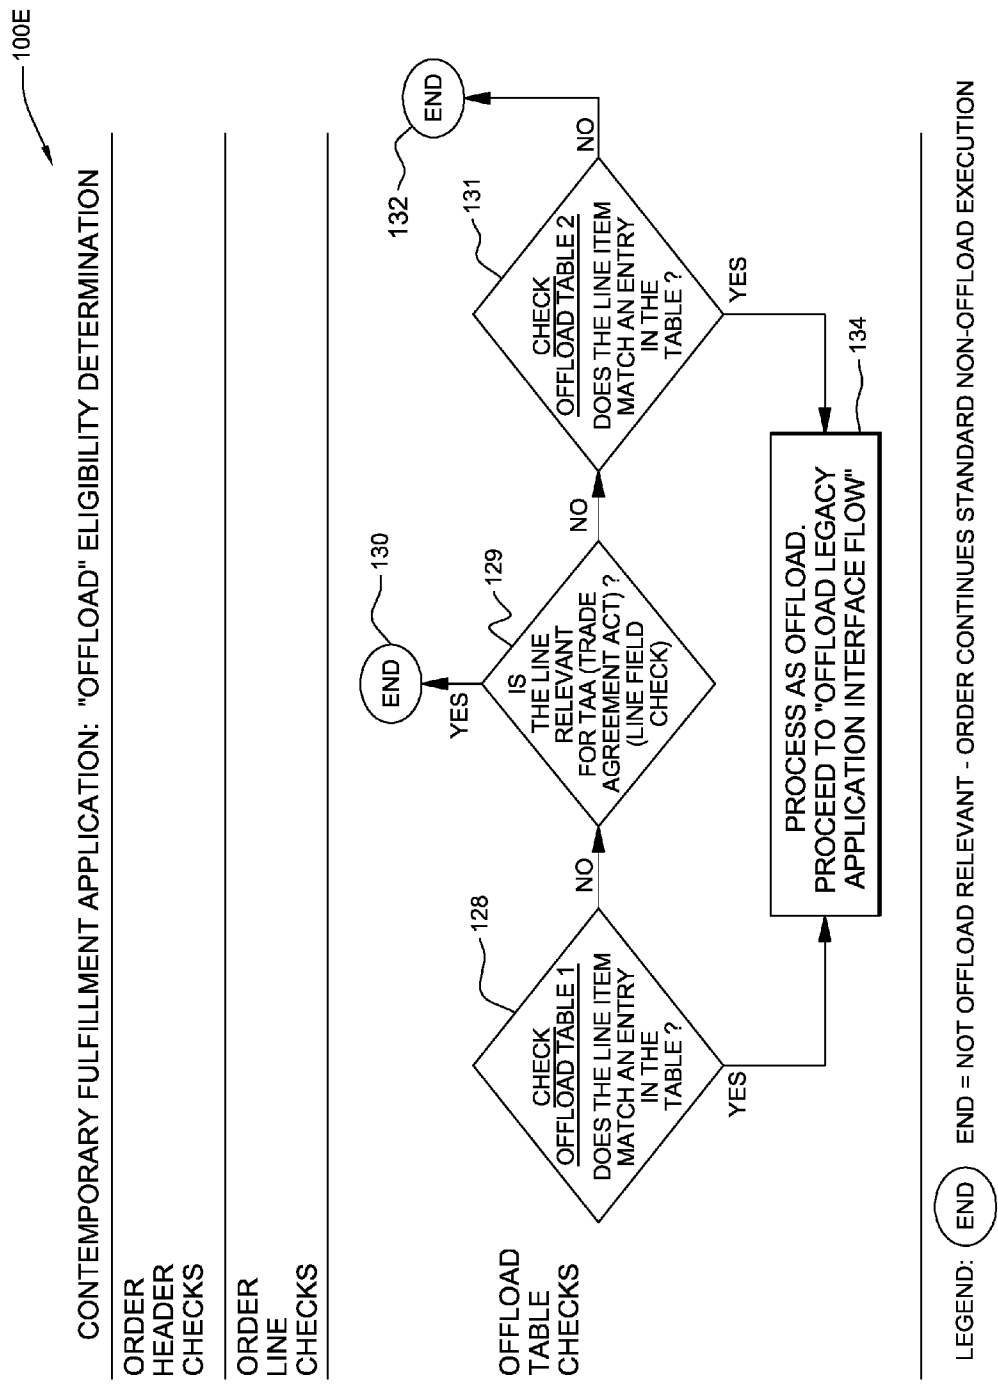 100E
CONTEMPORARY FULFILLMENT APPLICATION: "OFFLOAD" ELIGIBILITY DETERMINATION
ORDER
HEADER
CHECKS
ORDER
LINE
CHECKS
OFFLOAD
TABLE
CHECKS
128
CHECK
OFFLOAD TABLE 1
DOES THE LINE ITEM
MATCH AN ENTRY
IN THE
TABLE ?
NO
YES
130
END
YES
129
IS
THE LINE
RELEVANT
FOR TAA (TRADE
AGREEMENT ACT) ?
(LINE FIELD
CHECK)
NO
132
END
NO
131
CHECK
OFFLOAD TABLE 2
DOES THE LINE ITEM
MATCH AN ENTRY
IN THE
TABLE ?
YES
134
PROCESS AS OFFLOAD.
PROCEED TO "OFFLOAD LEGACY
APPLICATION INTERFACE FLOW"
LEGEND: END END = NOT OFFLOAD RELEVANT - ORDER CONTINUES STANDARD NON-OFFLOAD EXECUTION